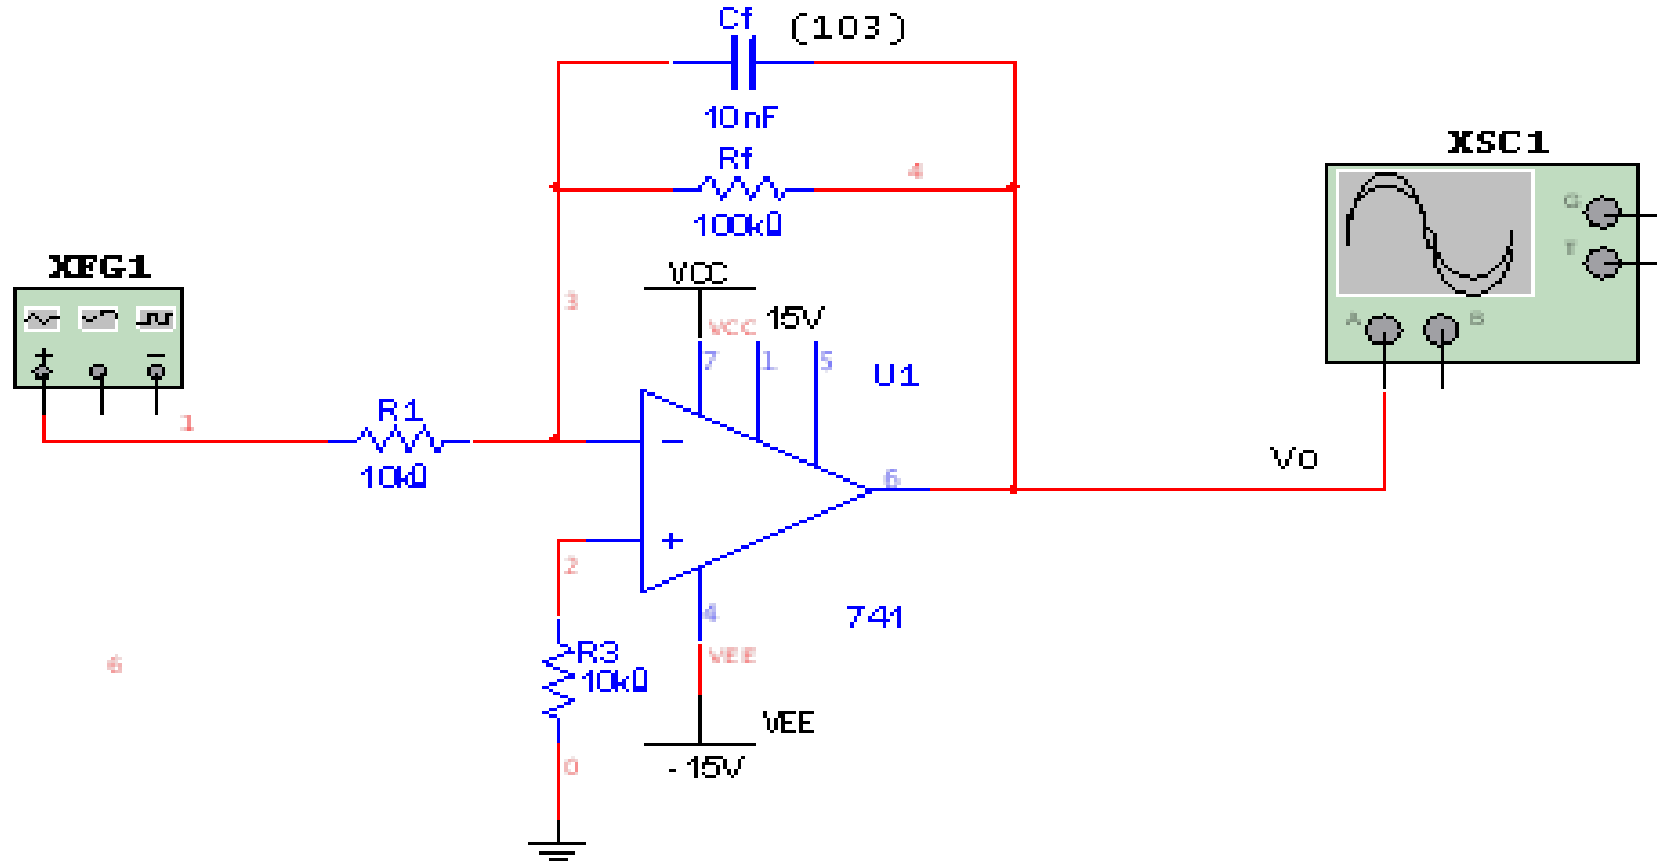 Cf (103)
10nF
Rf
4
100kΩ
XSC1
G
T
A
B
XFG1
+
−
3
VCC
VCC 15V
7 1 5
U1
1
R1
10kΩ
−
6
Vo
+
2
4
741
R3
10kΩ
VEE
6
VEE
-15V
0